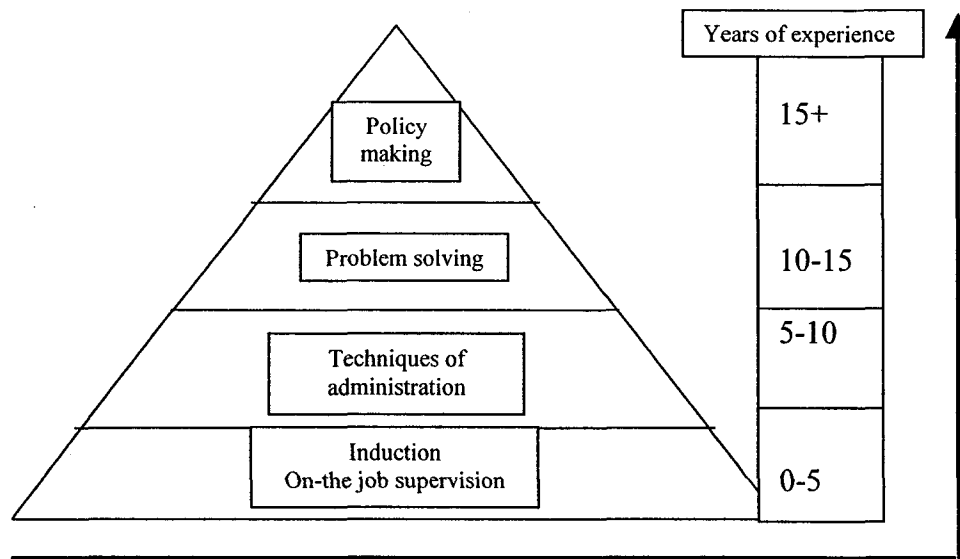 Years of experience
15+
Policy
making
10-15
Problem solving
5-10
Techniques of
administration
Induction
On-the job supervision
0-5